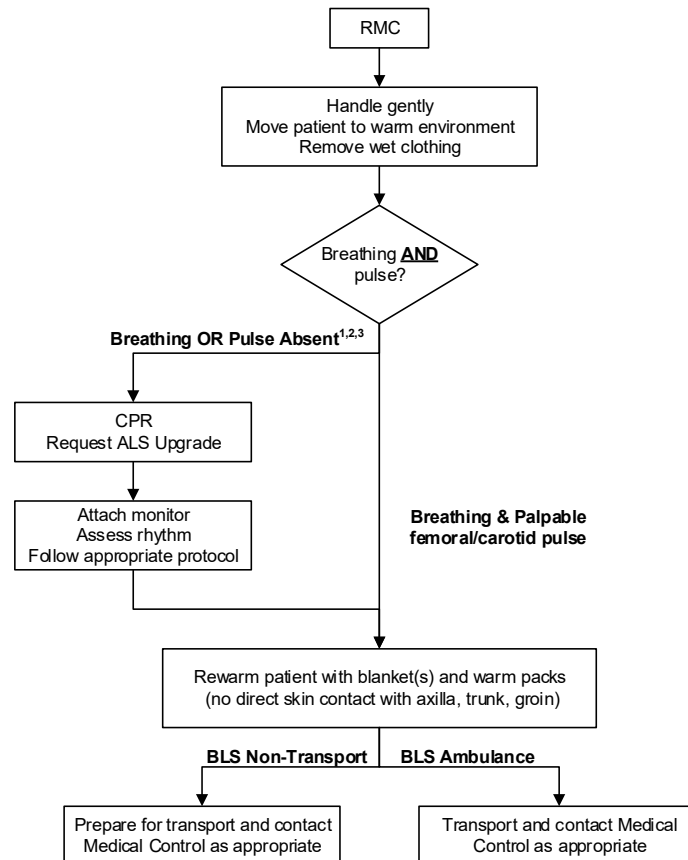 RMC
Handle gently
Move patient to warm environment
Remove wet clothing
Breathing AND
pulse?
Breathing OR Pulse Absent1,2,3
CPR
Request ALS Upgrade
Attach monitor
Assess rhythm
Follow appropriate protocol
Breathing & Palpable
femoral/carotid pulse
Rewarm patient with blanket(s) and warm packs
(no direct skin contact with axilla, trunk, groin)
BLS Non-Transport
BLS Ambulance
Prepare for transport and contact
Medical Control as appropriate
Transport and contact Medical
Control as appropriate